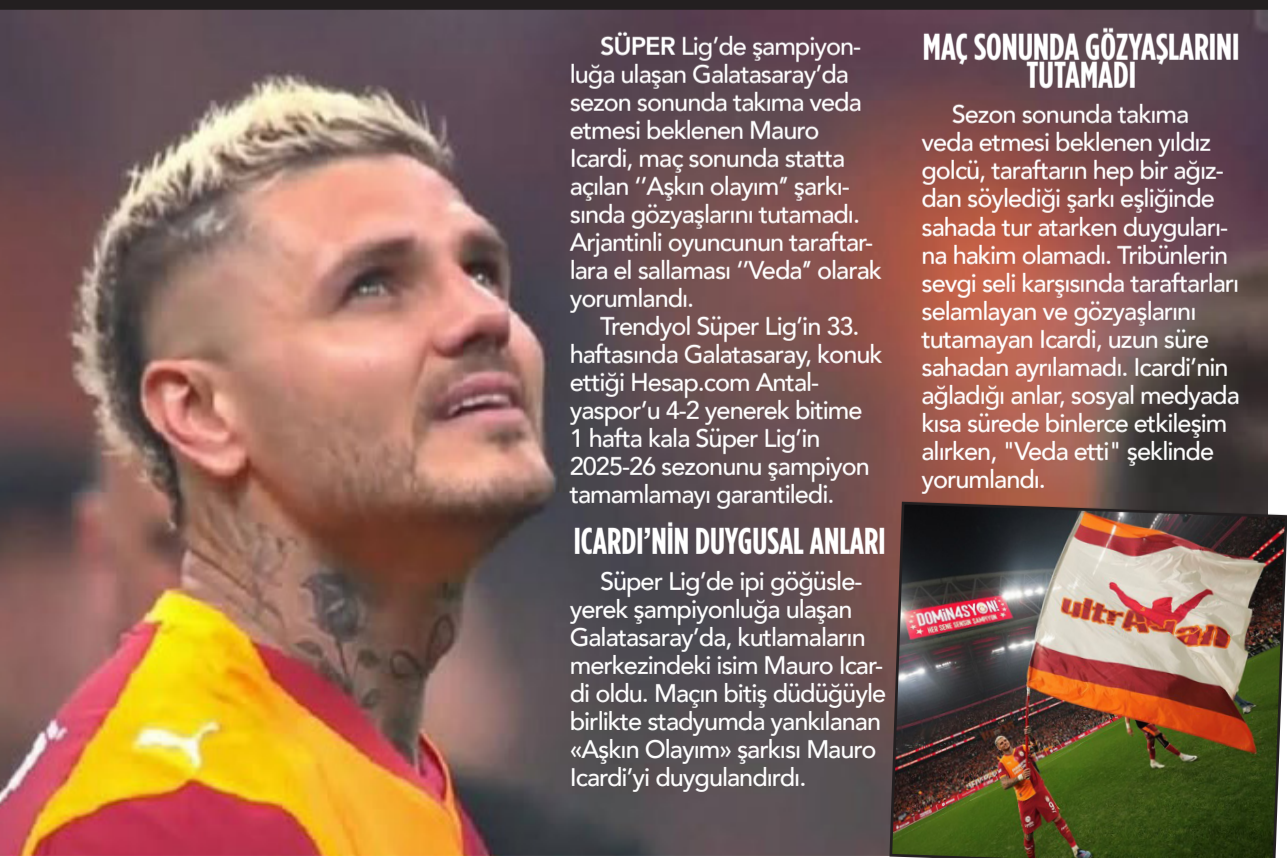 SÜPER Lig’de şampiyon-
luğa ulaşan Galatasaray’da
sezon sonunda takıma veda
etmesi beklenen Mauro
Icardi, maç sonunda statta
açılan ‘’Aşkın olayım’’ şarkı-
sında gözyaşlarını tutamadı.
Arjantinli oyuncunun taraftar-
lara el sallaması ‘’Veda’’ olarak
yorumlandı.
Trendyol Süper Lig’in 33.
haftasında Galatasaray, konuk
ettiği Hesap.com Antal-
yaspor’u 4-2 yenerek bitime
1 hafta kala Süper Lig’in
2025-26 sezonunu şampiyon
tamamlamayı garantiledi.
ICARDI’NİN DUYGUSAL ANLARI
Süper Lig’de ipi göğüsle-
yerek şampiyonluğa ulaşan
Galatasaray’da, kutlamaların
merkezindeki isim Mauro Icar-
di oldu. Maçın bitiş düdüğüyle
birlikte stadyumda yankılanan
«Aşkın Olayım» şarkısı Mauro
Icardi’yi duygulandırdı.
MAÇ SONUNDA GÖZYAŞLARINI
TUTAMADI
Sezon sonunda takıma
veda etmesi beklenen yıldız
golcü, taraftarın hep bir ağız-
dan söylediği şarkı eşliğinde
sahada tur atarken duyguları-
na hakim olamadı. Tribünlerin
sevgi seli karşısında taraftarları
selamlayan ve gözyaşlarını
tutamayan Icardi, uzun süre
sahadan ayrılamadı. Icardi’nin
ağladığı anlar, sosyal medyada
kısa sürede binlerce etkileşim
alırken, "Veda etti" şeklinde
yorumlandı.
DOMİN4SYON!
HER SENE SENSİN ŞAMPİYON
ultrAslan